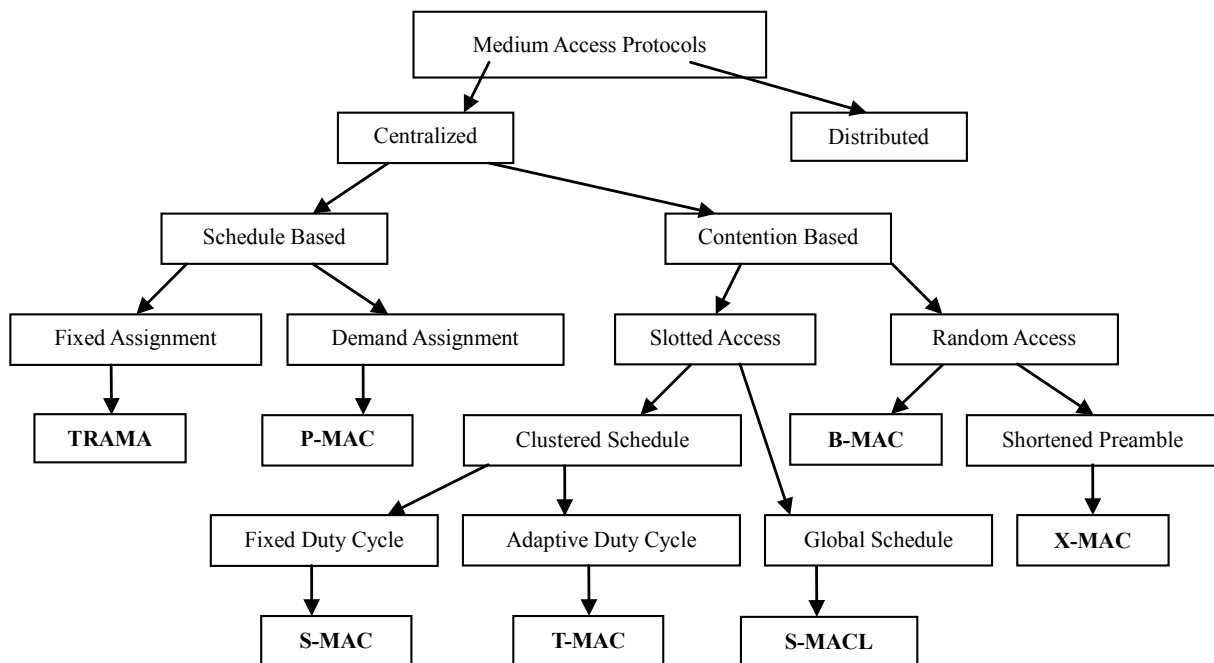 Medium Access Protocols
Centralized
Distributed
Schedule Based
Contention Based
Fixed Assignment
Demand Assignment
Slotted Access
Random Access
TRAMA
P-MAC
Clustered Schedule
B-MAC
Shortened Preamble
Fixed Duty Cycle
Adaptive Duty Cycle
Global Schedule
X-MAC
S-MAC
T-MAC
S-MACL